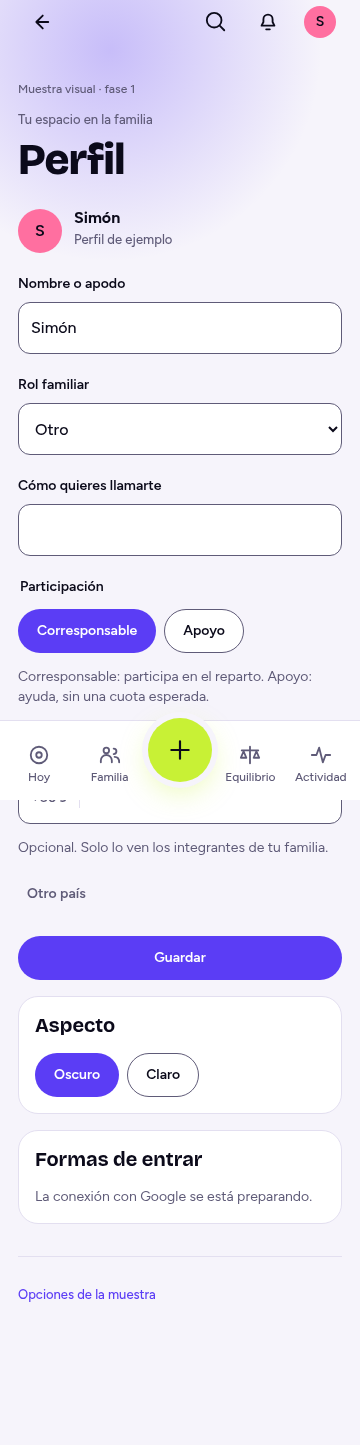 S
Muestra visual · fase 1
Tu espacio en la familia
Perfil
S
Simón
Perfil de ejemplo
Nombre o apodo
Simón
Rol familiar
Otro
Cómo quieres llamarte
Participación
Corresponsable
Apoyo
Corresponsable: participa en el reparto. Apoyo:
ayuda, sin una cuota esperada.
Hoy
Familia
Equilibrio
Actividad
Opcional. Solo lo ven los integrantes de tu familia.
Otro país
Guardar
Aspecto
Oscuro
Claro
Formas de entrar
La conexión con Google se está preparando.
Opciones de la muestra